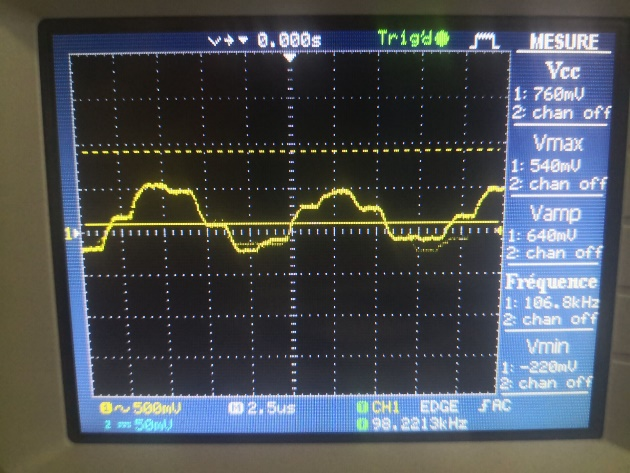 0.000s Trig'd MESURE
Vcc
1: 760mV
2: chan off
Vmax
1: 540mV
2: chan off
Vamp
1: 640mV
2: chan off
Fréquence
1: 106.8kHz
2: chan off
Vmin
1: -220mV
2: chan off
1
1 500mV M 2.5us CH1 EDGE AC
2 50mV 98.2213kHz